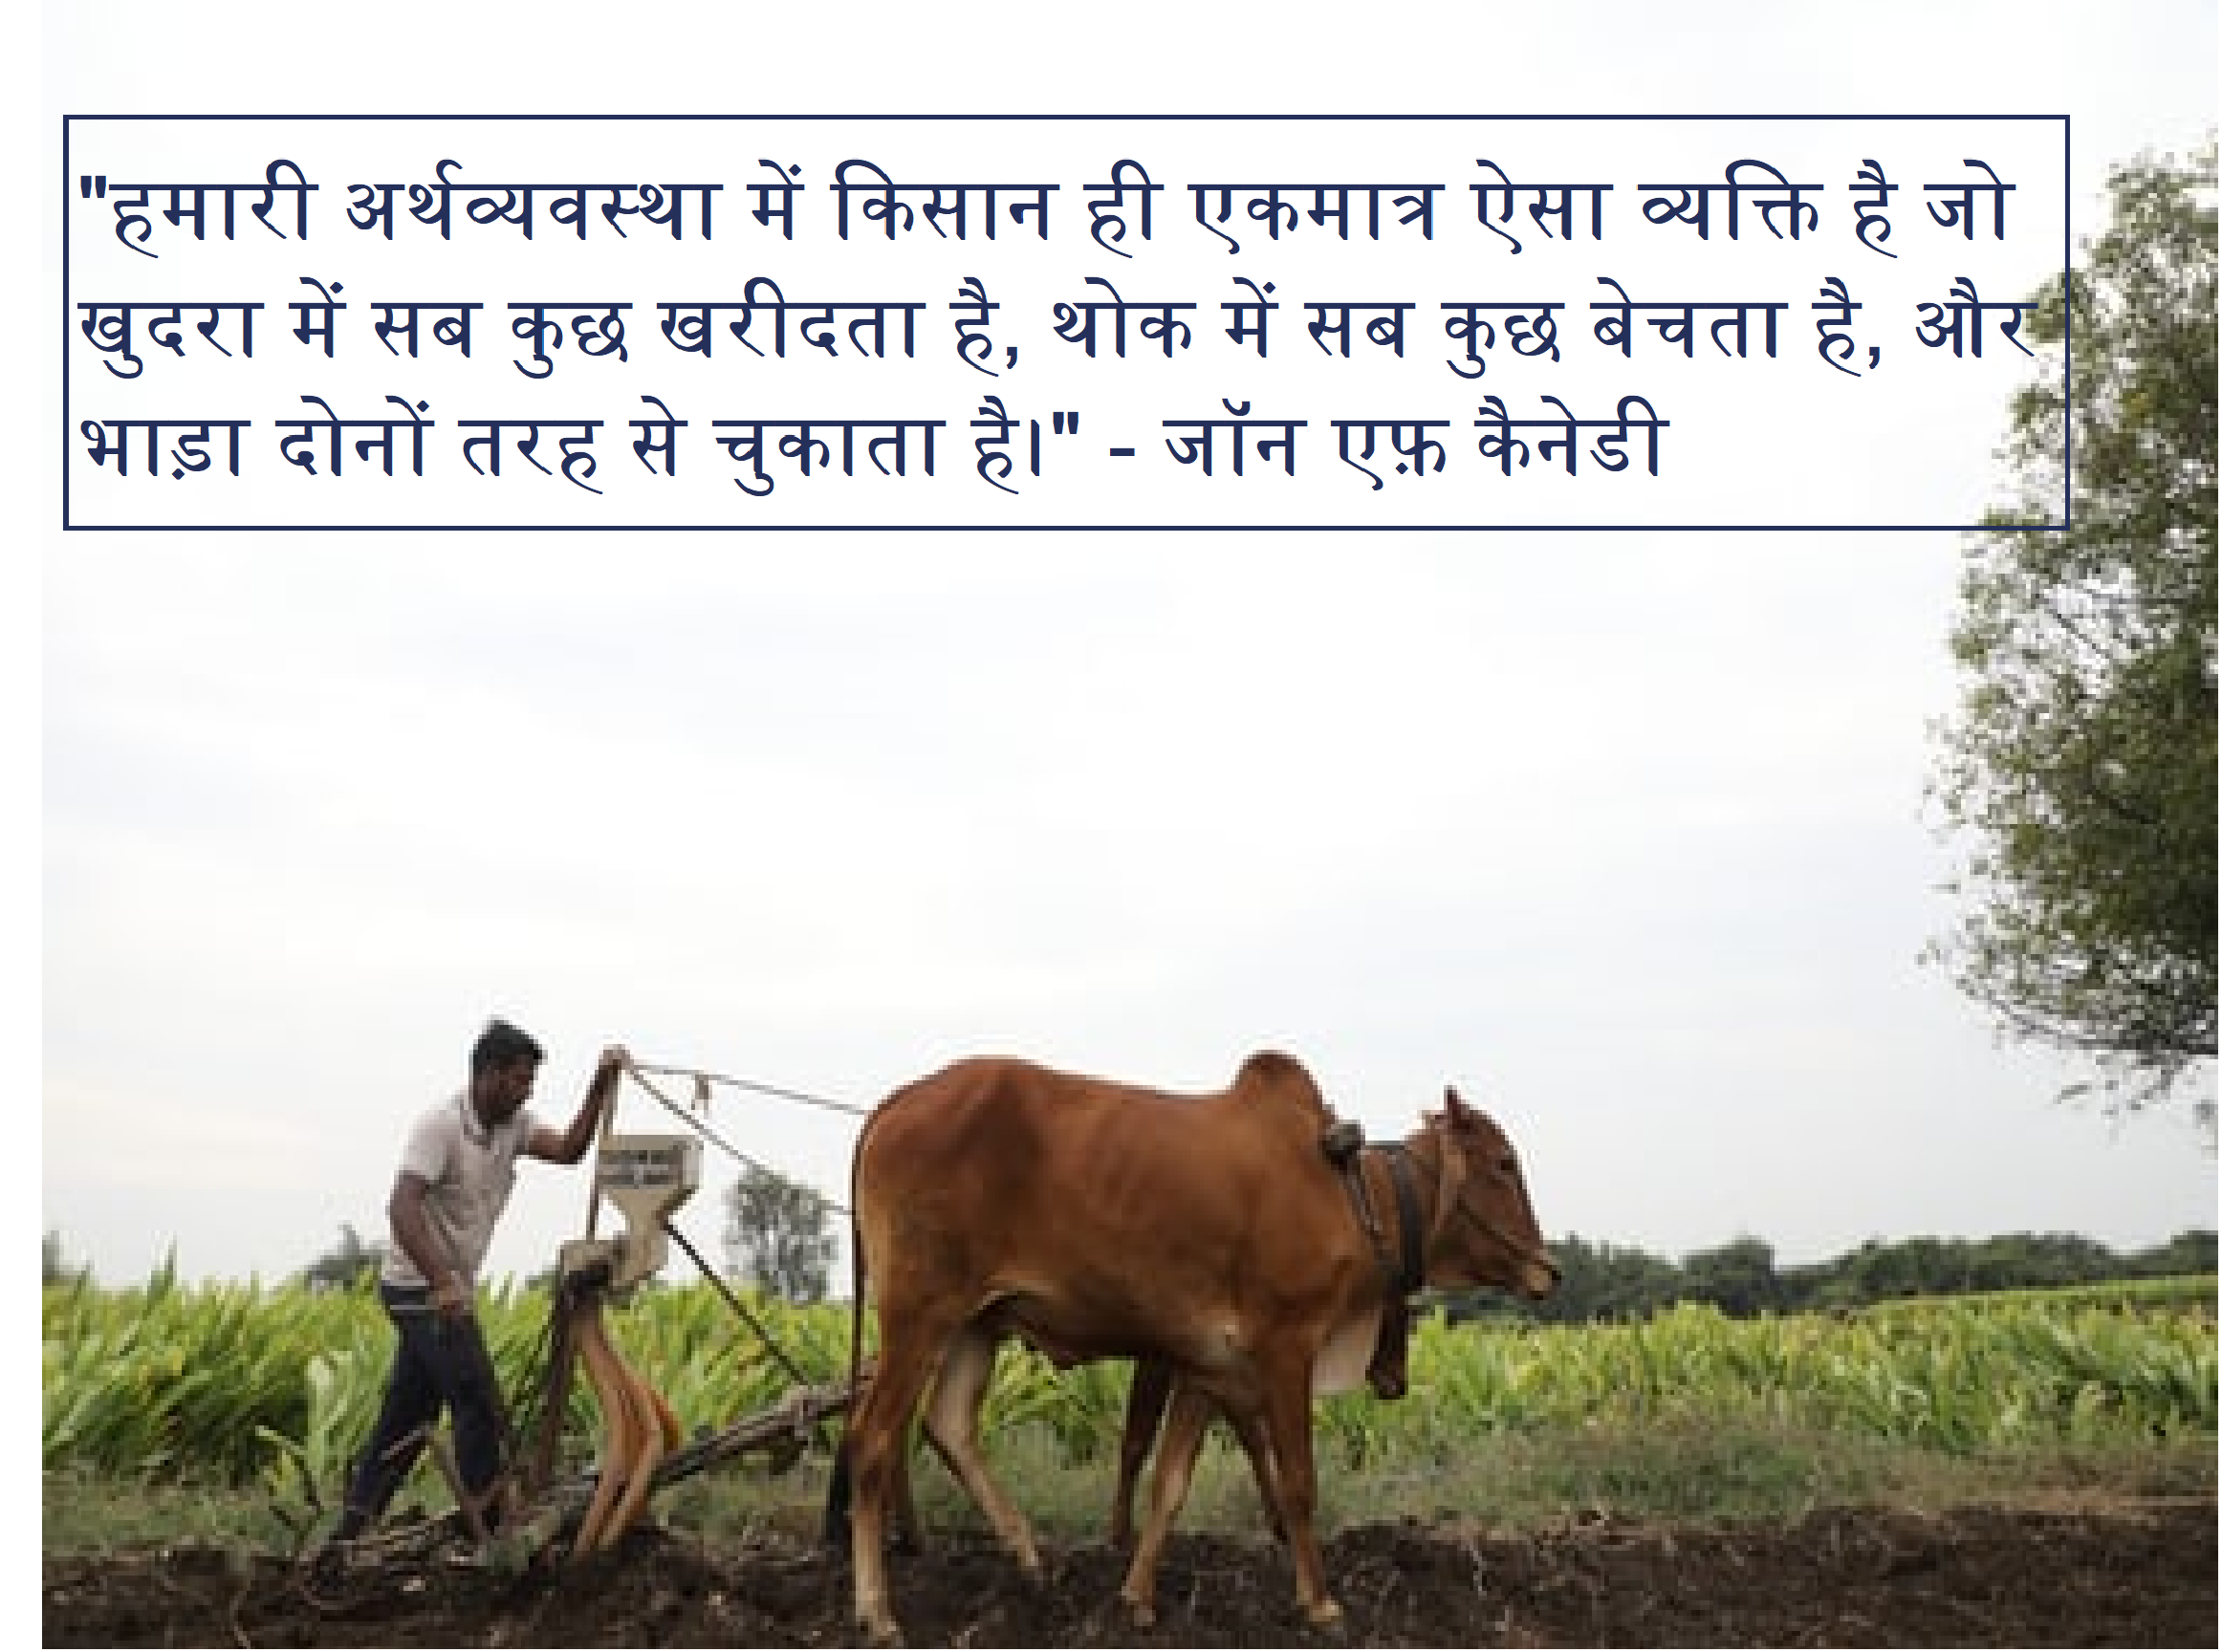 "हमारी अर्थव्यवस्था में किसान ही एकमात्र ऐसा व्यक्ति है जो
खुदरा में सब कुछ खरीदता है, थोक में सब कुछ बेचता है, और
भाड़ा दोनों तरह से चुकाता है।" - जॉन एफ़ कैनेडी